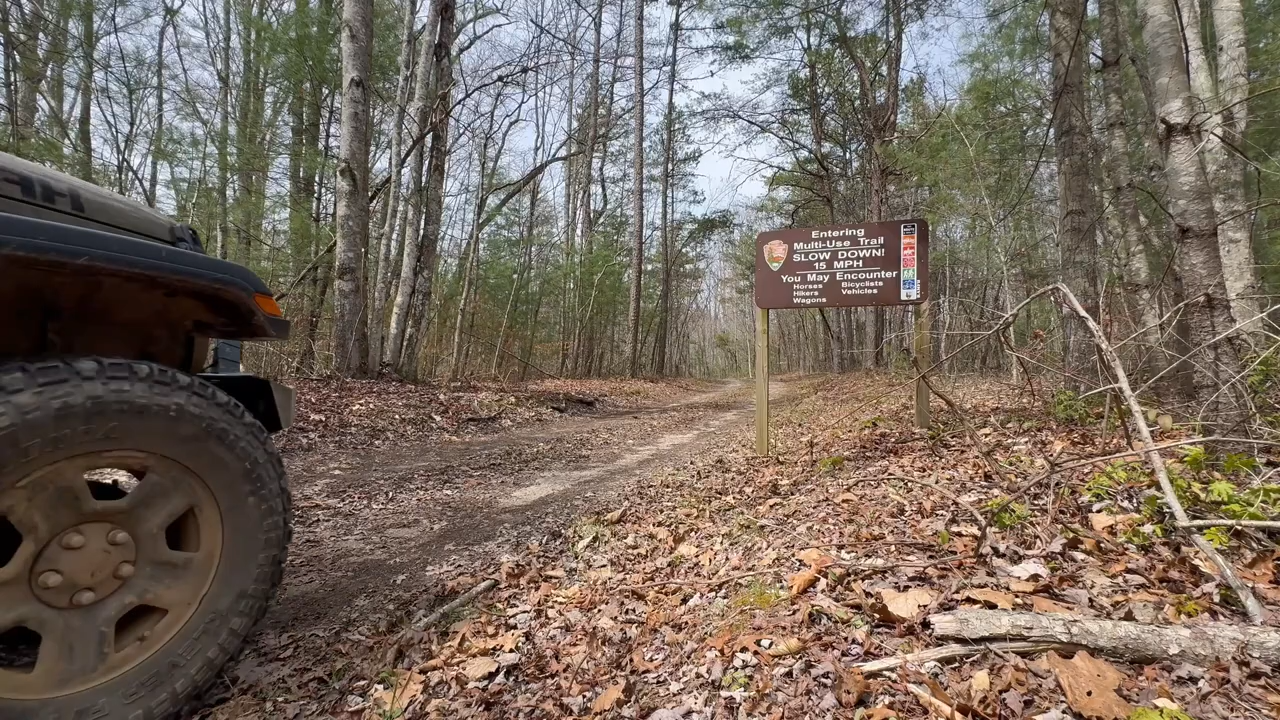 Entering
Multi-Use Trail
SLOW DOWN!
15 MPH
You May Encounter
Horses Bicyclists
Hikers Vehicles
Wagons